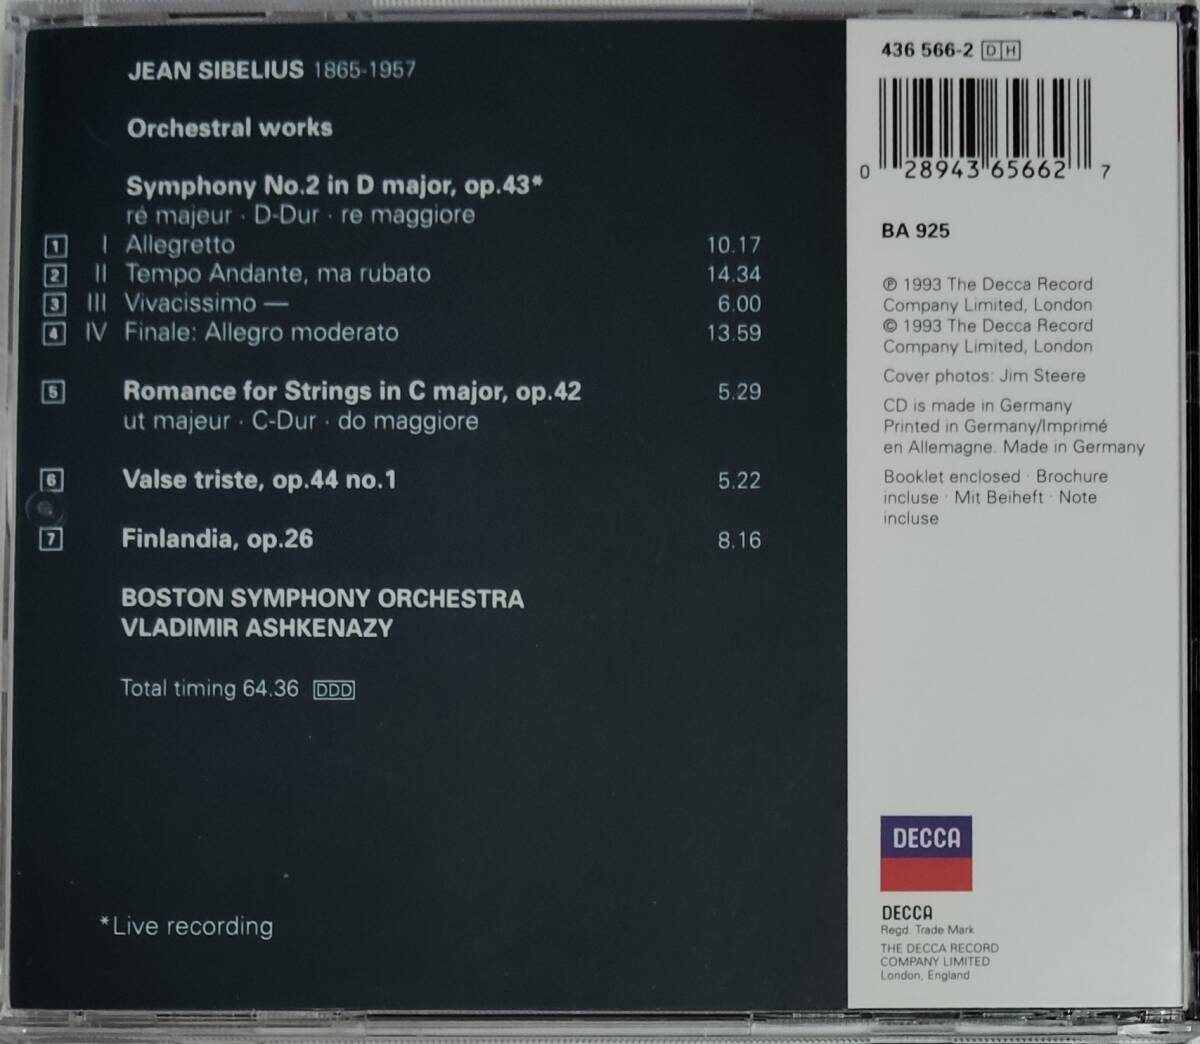 JEAN SIBELIUS 1865-1957
Orchestral works
Symphony No.2 in D major, op.43*
ré majeur · D-Dur · re maggiore
1 I Allegretto 10.17
2 II Tempo Andante, ma rubato 14.34
3 III Vivacissimo — 6.00
4 IV Finale: Allegro moderato 13.59
5 Romance for Strings in C major, op.42 5.29
ut majeur · C-Dur · do maggiore
6 Valse triste, op.44 no.1 5.22
7 Finlandia, op.26 8.16
BOSTON SYMPHONY ORCHESTRA
VLADIMIR ASHKENAZY
Total timing 64.36 DDD
*Live recording
436 566-2 DH
0 28943 65662 7
BA 925
℗ 1993 The Decca Record
Company Limited, London
© 1993 The Decca Record
Company Limited, London
Cover photos: Jim Steere
CD is made in Germany
Printed in Germany/Imprimé
en Allemagne. Made in Germany
Booklet enclosed · Brochure
incluse · Mit Beiheft · Note
incluse
DECCA
DECCA
Regd. Trade Mark
THE DECCA RECORD
COMPANY LIMITED
London, England